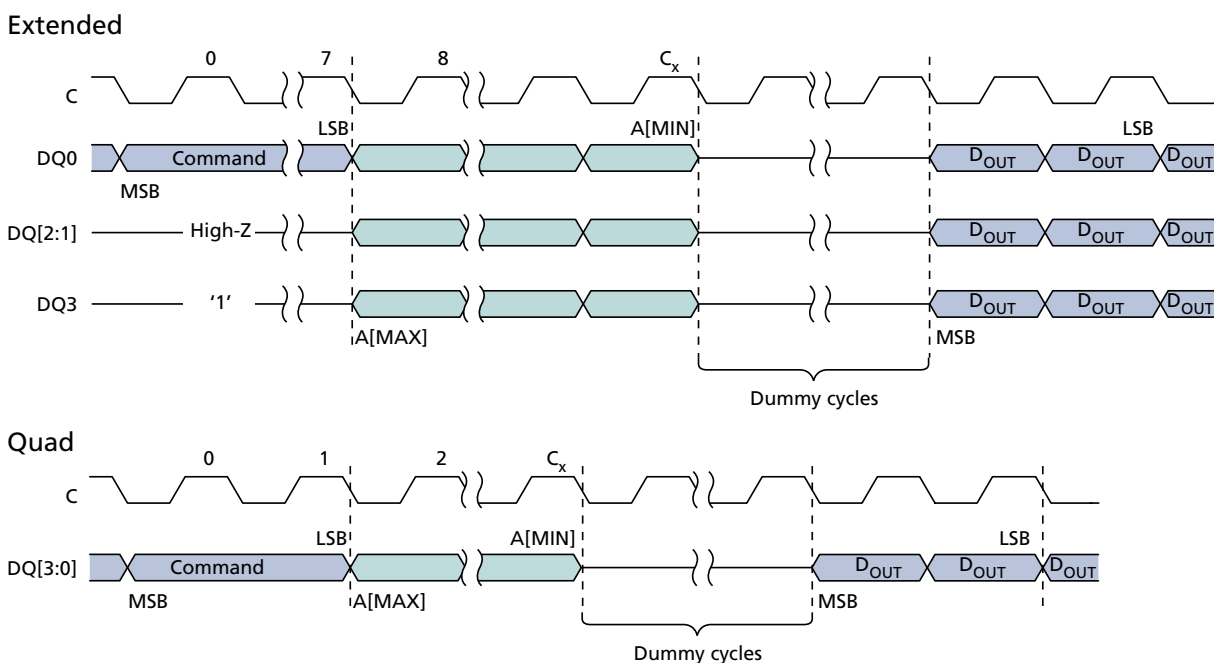 Extended
0 7 8 Cx
C
LSB A[MIN] LSB
DQ0 Command DOUT DOUT DOUT
MSB
DQ[2:1] High-Z DOUT DOUT DOUT
DQ3 '1' DOUT DOUT DOUT
A[MAX] MSB
Dummy cycles
Quad
0 1 2 Cx
C
LSB A[MIN] LSB
DQ[3:0] Command DOUT DOUT DOUT
MSB A[MAX] MSB
Dummy cycles